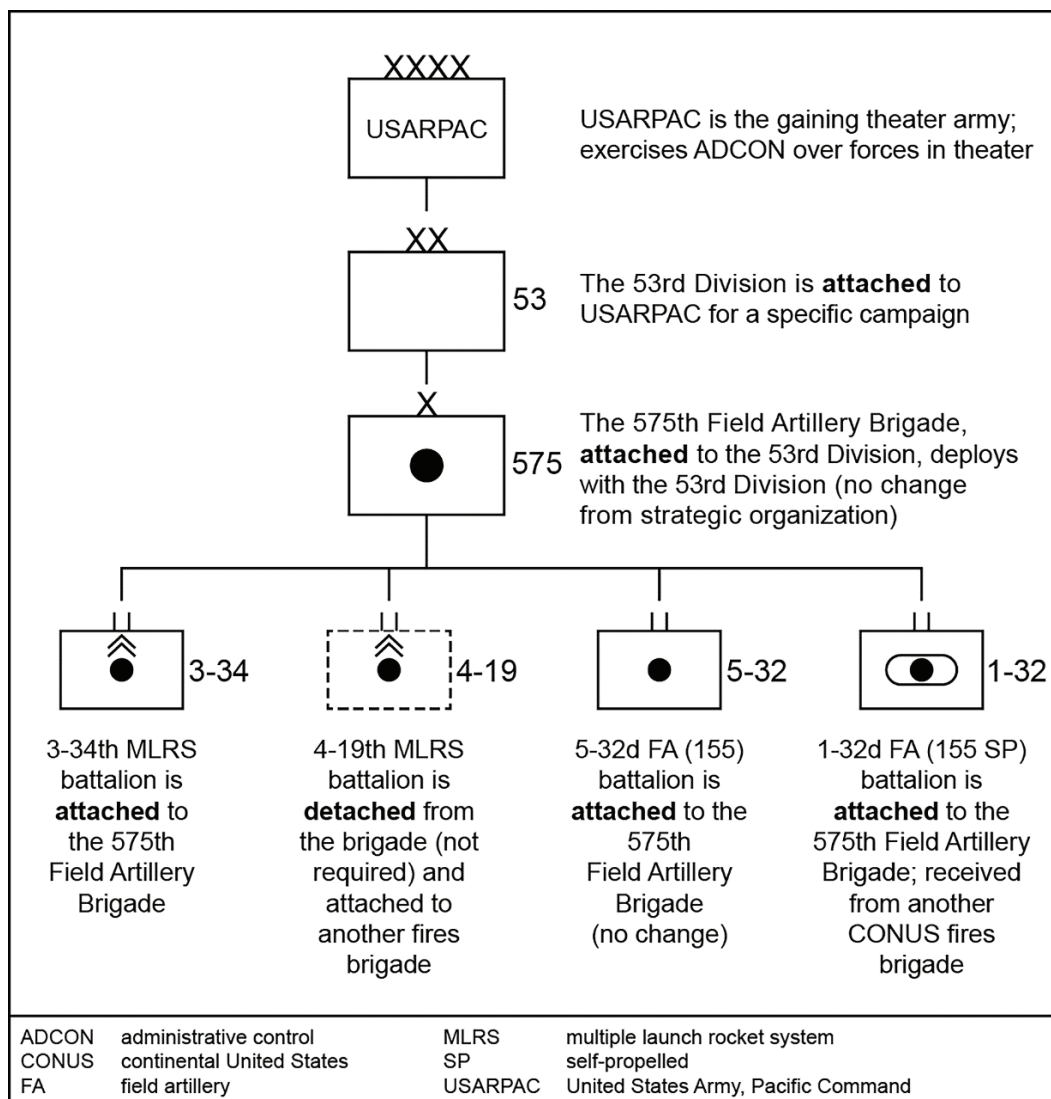 XXXX
USARPAC
USARPAC is the gaining theater army;
exercises ADCON over forces in theater
XX
53
The 53rd Division is attached to
USARPAC for a specific campaign
X
575
The 575th Field Artillery Brigade,
attached to the 53rd Division, deploys
with the 53rd Division (no change
from strategic organization)
3-34
4-19
5-32
1-32
3-34th MLRS
battalion is
attached to
the 575th
Field Artillery
Brigade
4-19th MLRS
battalion is
detached from
the brigade (not
required) and
attached to
another fires
brigade
5-32d FA (155)
battalion is
attached to the
575th
Field Artillery
Brigade
(no change)
1-32d FA (155 SP)
battalion is
attached to the
575th Field Artillery
Brigade; received
from another
CONUS fires
brigade
ADCON administrative control
CONUS continental United States
FA field artillery
MLRS multiple launch rocket system
SP self-propelled
USARPAC United States Army, Pacific Command